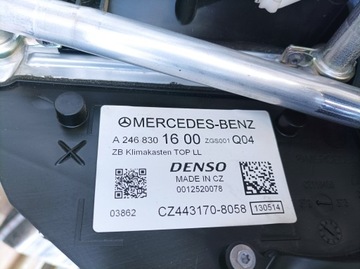 MERCEDES-BENZ
A 246 830 16 00 ZGS001 Q04
ZB Klimakasten TOP LL
DENSO
MADE IN CZ
0012520078
03862 CZ443170-8058 130514